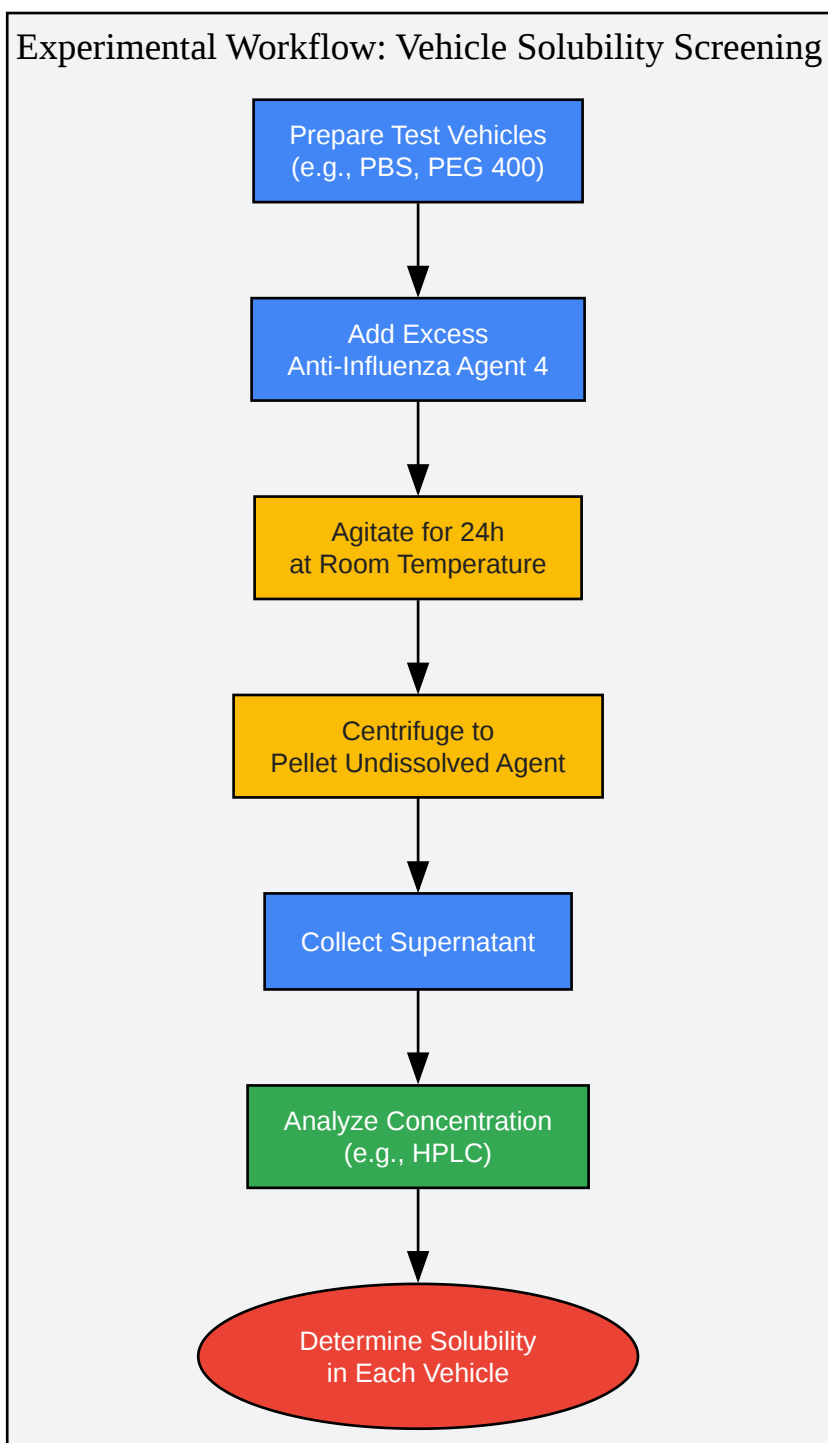 Experimental Workflow: Vehicle Solubility Screening
Prepare Test Vehicles
(e.g., PBS, PEG 400)
Add Excess
Anti-Influenza Agent 4
Agitate for 24h
at Room Temperature
Centrifuge to
Pellet Undissolved Agent
Collect Supernatant
Analyze Concentration
(e.g., HPLC)
Determine Solubility
in Each Vehicle